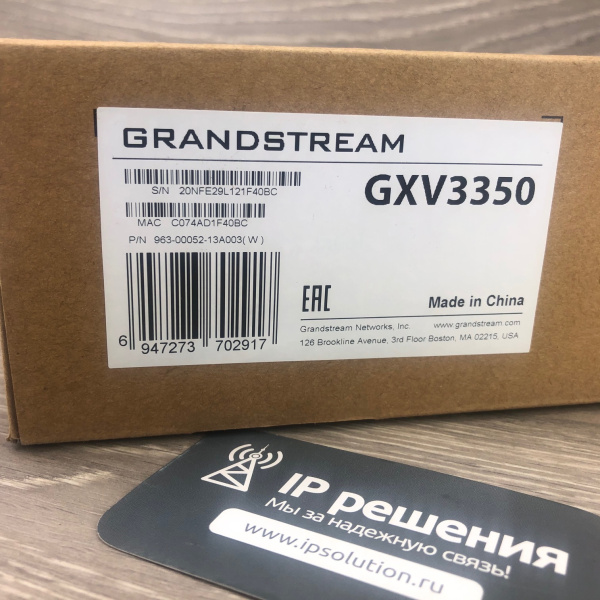 GRANDSTREAM
GXV3350
S/N 20NFE29L121F40BC
MAC C074AD1F40BC
P/N 963-00052-13A003( W )
6 947273 702917
EAC
Made in China
Grandstream Networks, Inc. www.grandstream.com
126 Brookline Avenue, 3rd Floor Boston, MA 02215, USA
IP решения
Мы за надежную связь!
www.ipsolution.ru